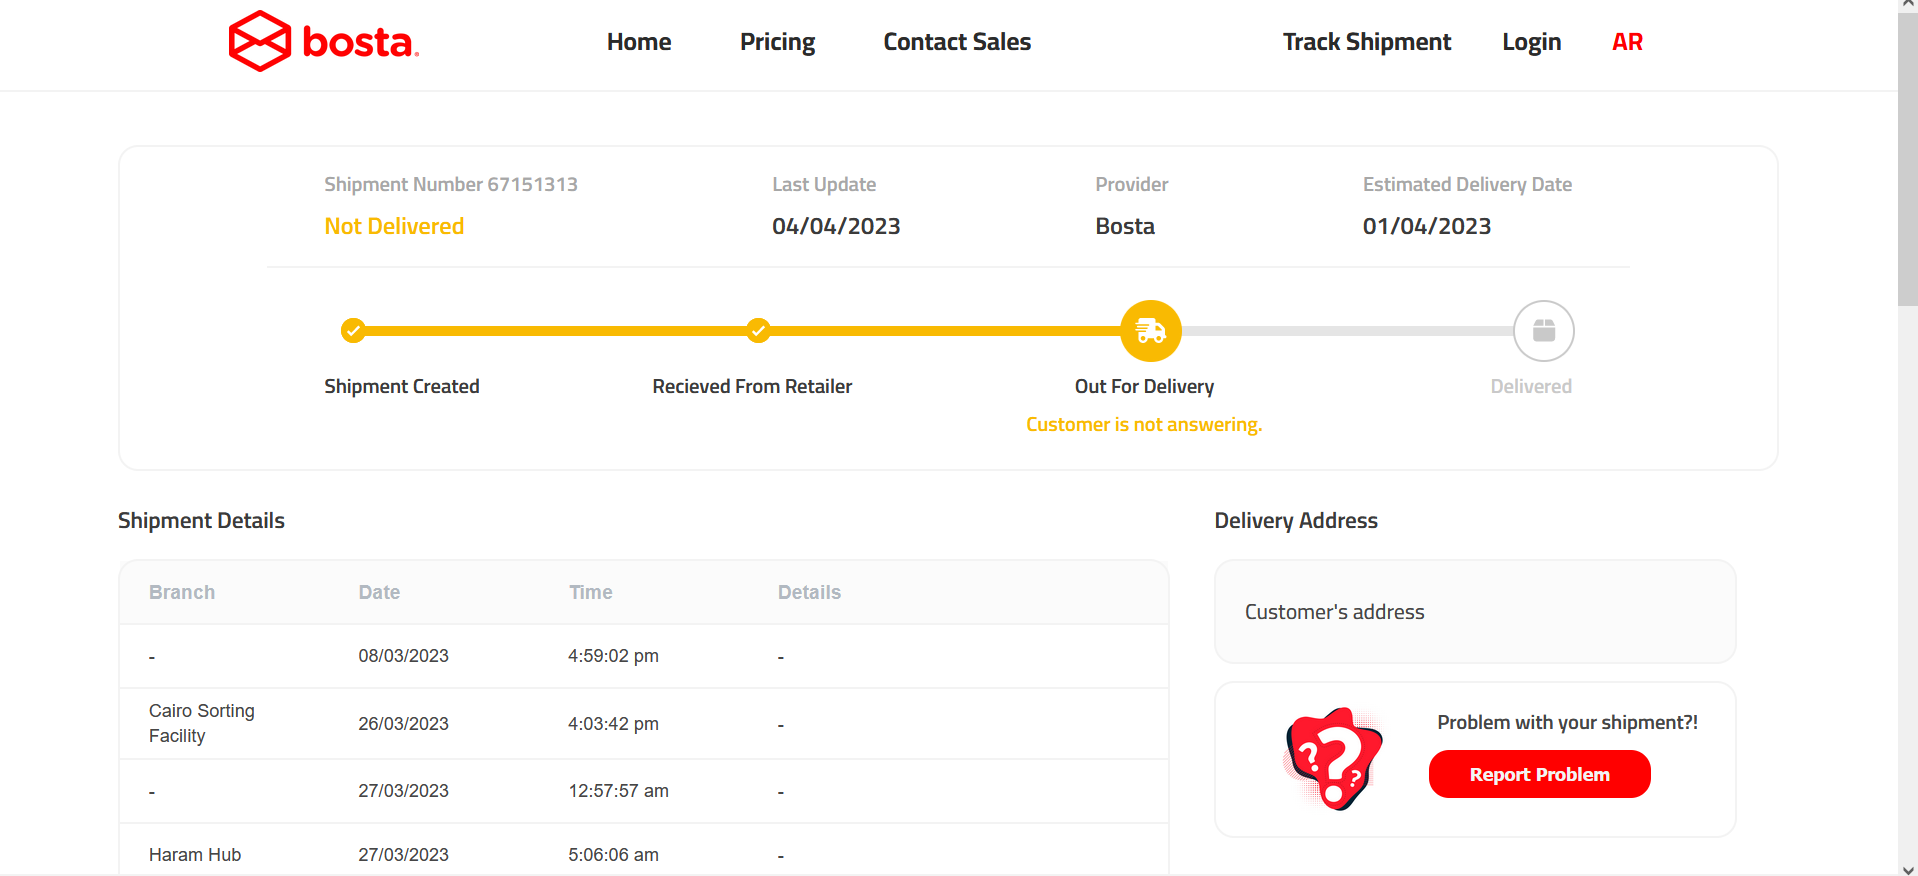 bosta.
Home Pricing Contact Sales Track Shipment Login AR
Shipment Number 67151313 Last Update Provider Estimated Delivery Date
Not Delivered 04/04/2023 Bosta 01/04/2023
Shipment Created Recieved From Retailer Out For Delivery Delivered
Customer is not answering.
Shipment Details
Branch Date Time Details
- 08/03/2023 4:59:02 pm -
Cairo Sorting
Facility 26/03/2023 4:03:42 pm -
- 27/03/2023 12:57:57 am -
Haram Hub 27/03/2023 5:06:06 am -
Delivery Address
Customer's address
???
Problem with your shipment?!
Report Problem